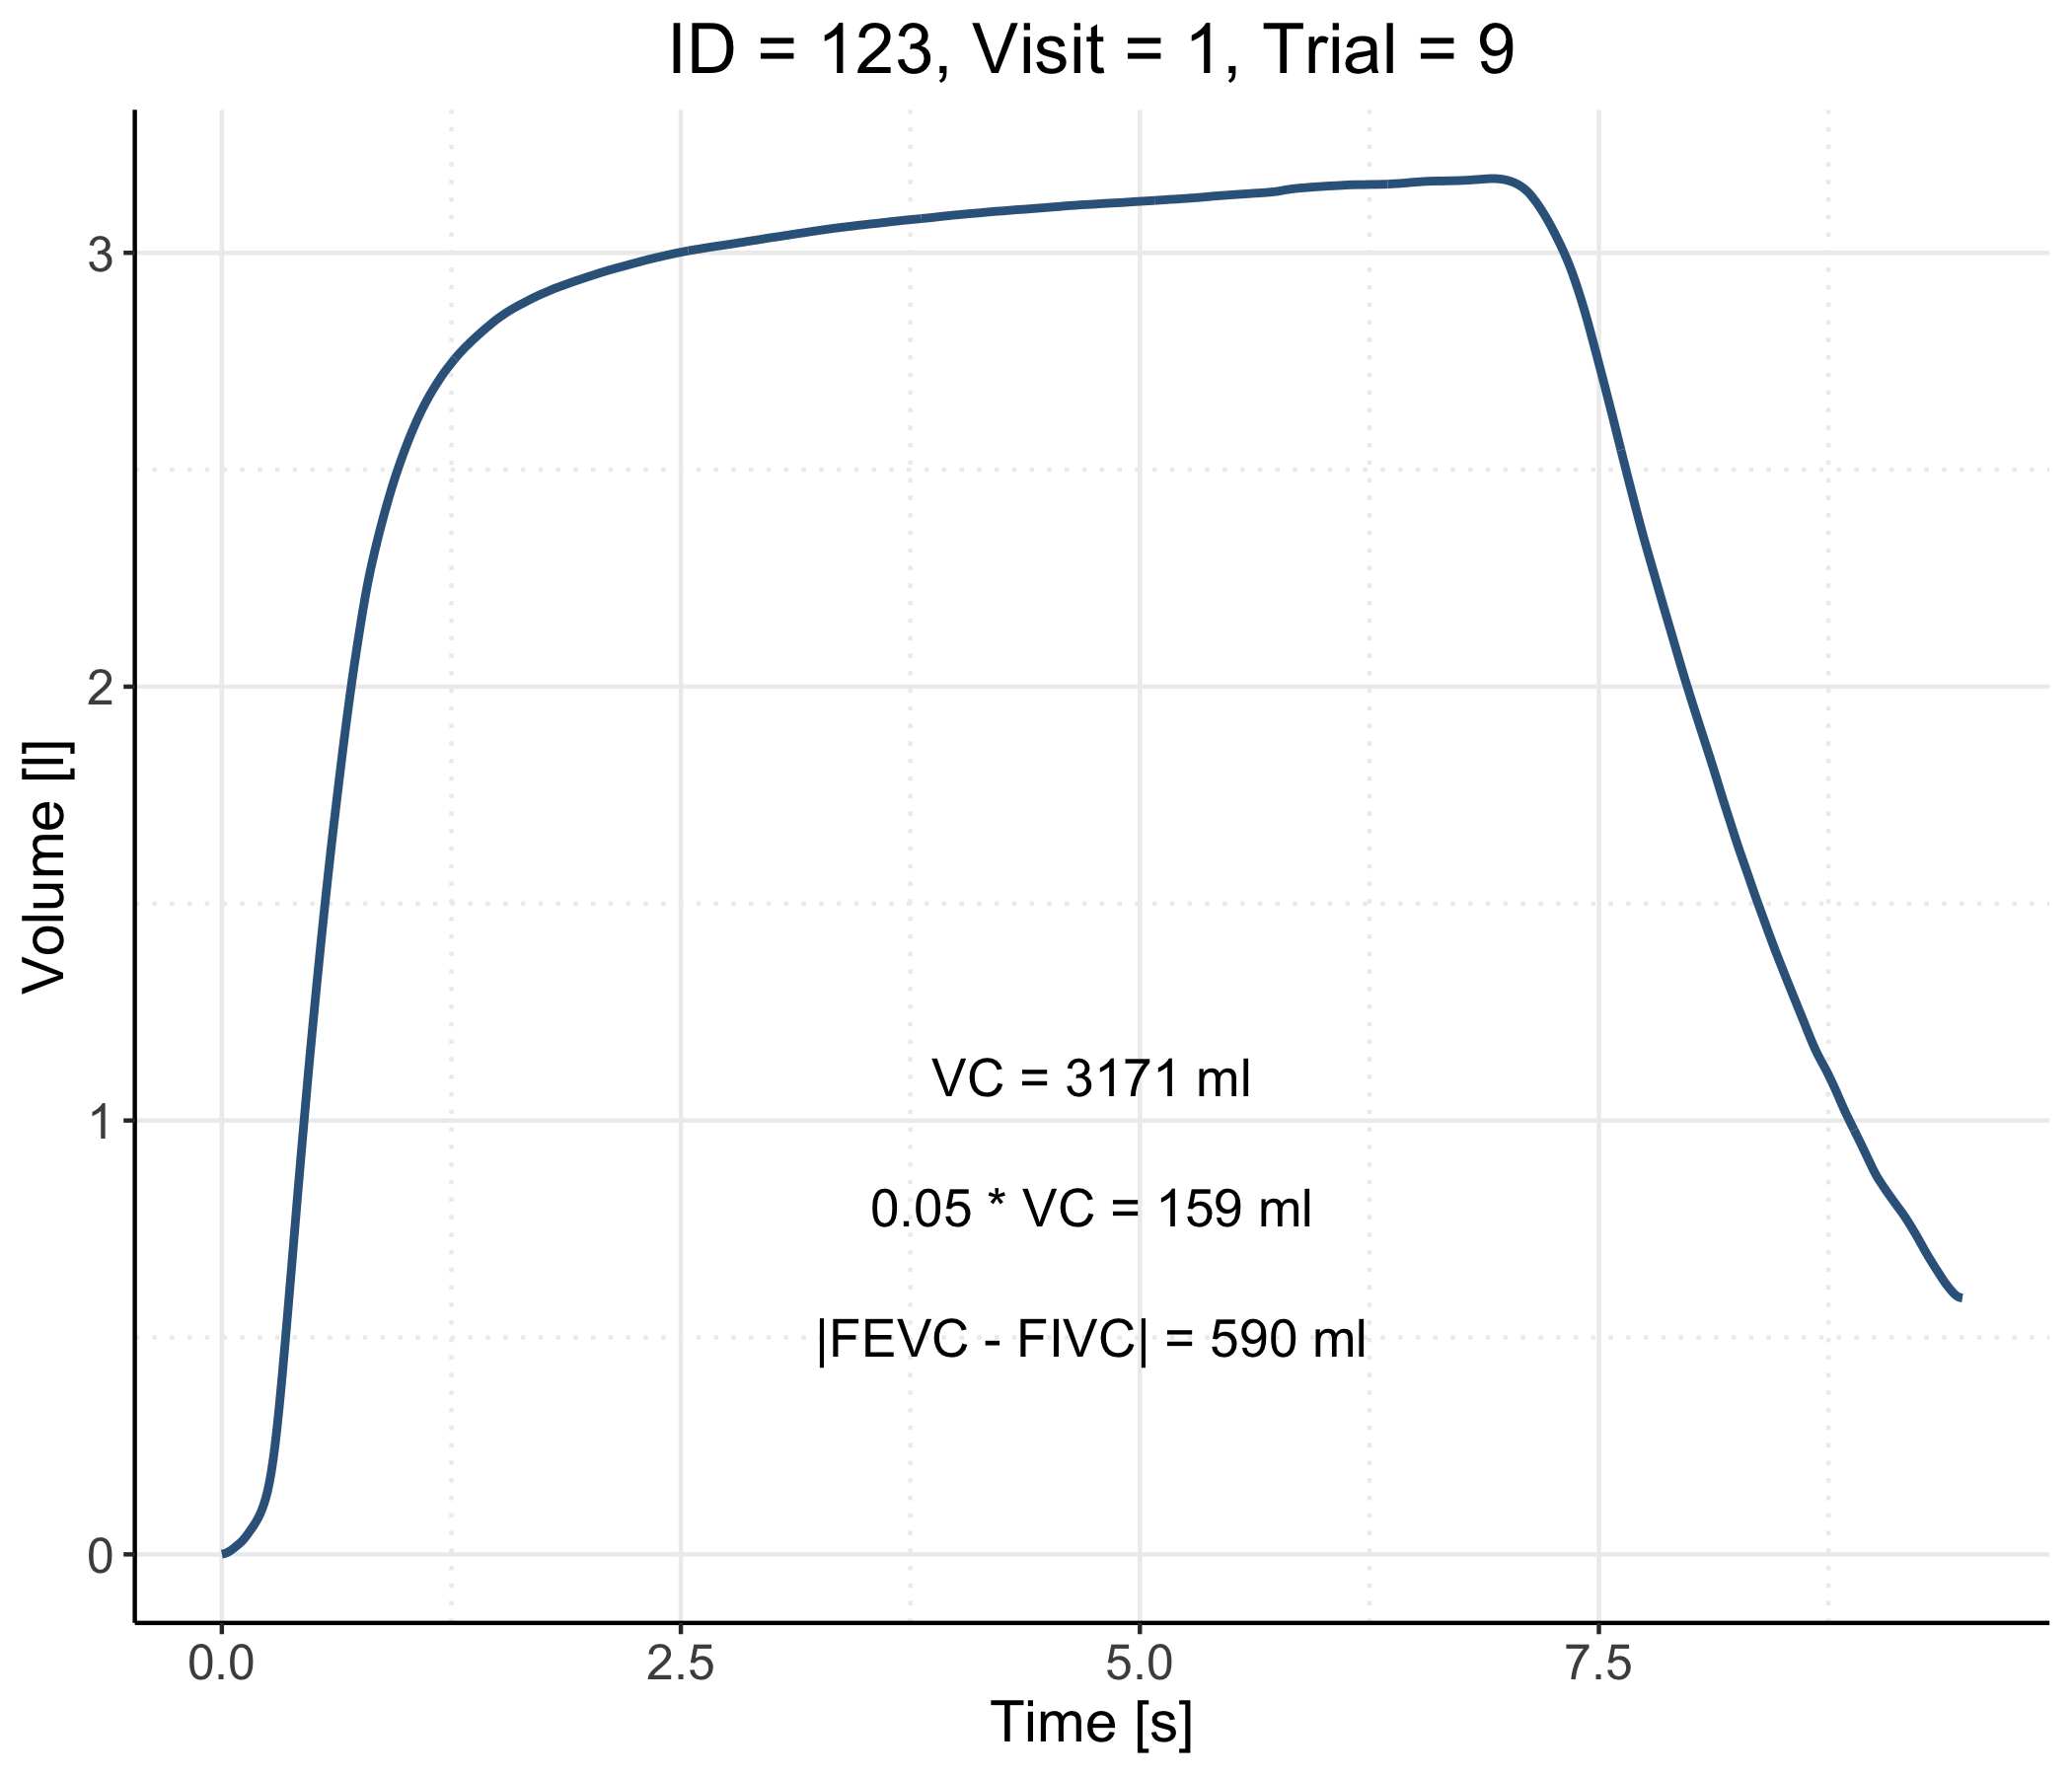 ID = 123, Visit = 1, Trial = 9
3
2
1
0
Volume [l]
VC = 3171 ml
0.05 * VC = 159 ml
|FEVC - FIVC| = 590 ml
0.0 2.5 5.0 7.5
Time [s]